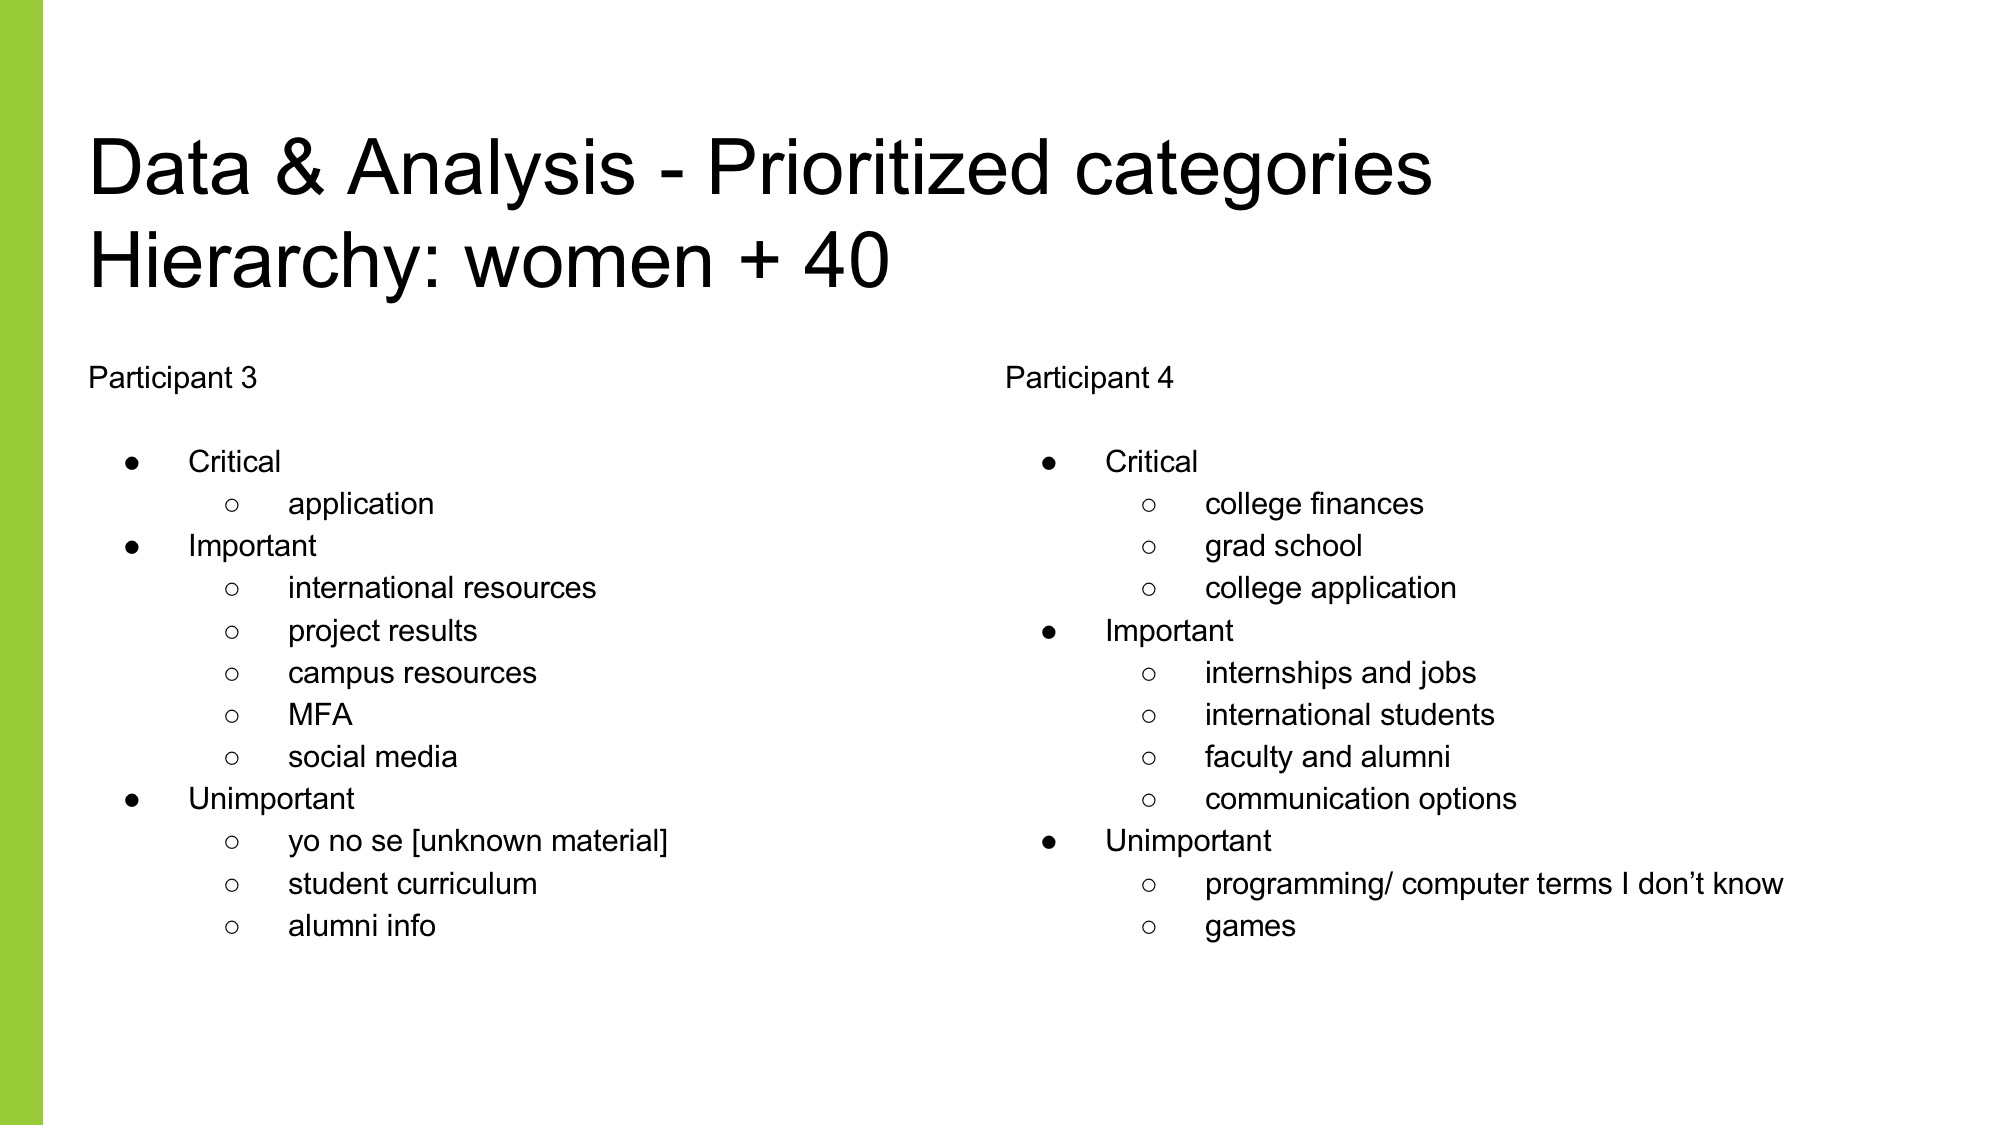 Data & Analysis - Prioritized categories
Hierarchy: women + 40
Participant 3
● Critical
○ application
● Important
○ international resources
○ project results
○ campus resources
○ MFA
○ social media
● Unimportant
○ yo no se [unknown material]
○ student curriculum
○ alumni info
Participant 4
● Critical
○ college finances
○ grad school
○ college application
● Important
○ internships and jobs
○ international students
○ faculty and alumni
○ communication options
● Unimportant
○ programming/ computer terms I don’t know
○ games